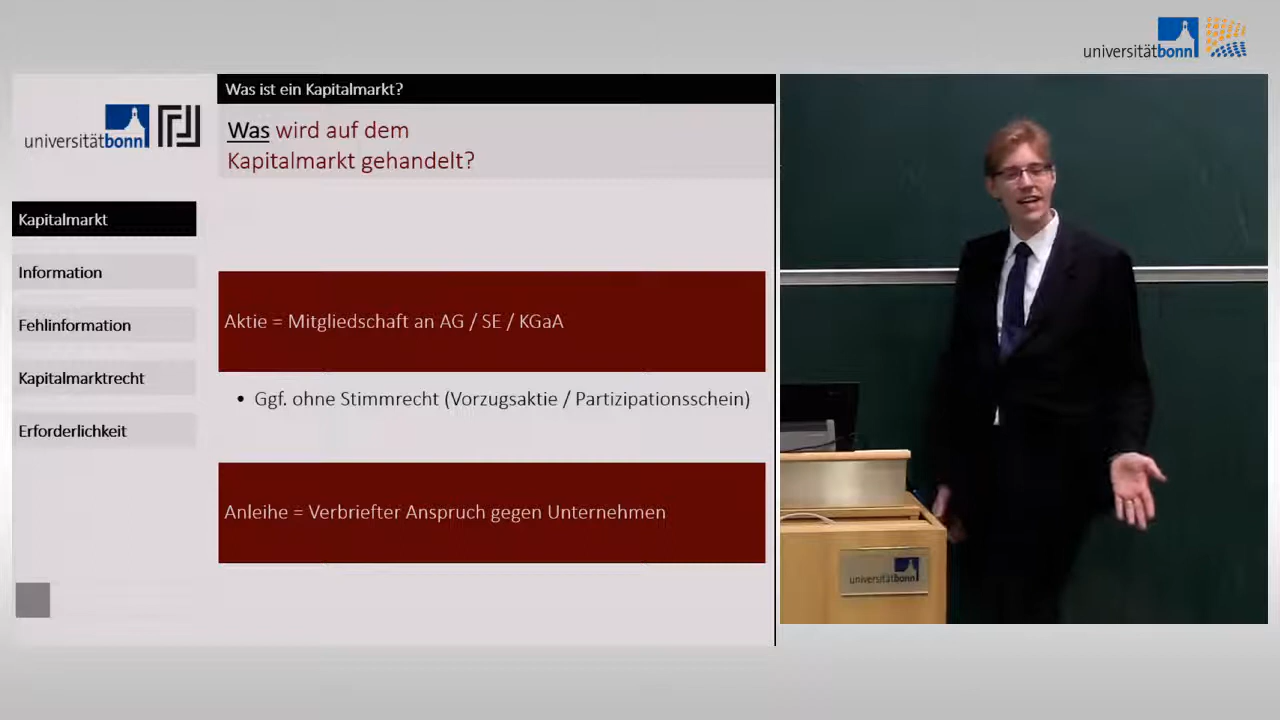 universitätbonn
Was ist ein Kapitalmarkt?
universitätbonn
Was wird auf dem
Kapitalmarkt gehandelt?
Kapitalmarkt
Information
Fehlinformation
Kapitalmarktrecht
Erforderlichkeit
Aktie = Mitgliedschaft an AG / SE / KGaA
• Ggf. ohne Stimmrecht (Vorzugsaktie / Partizipationsschein)
Anleihe = Verbriefter Anspruch gegen Unternehmen
universitätbonn